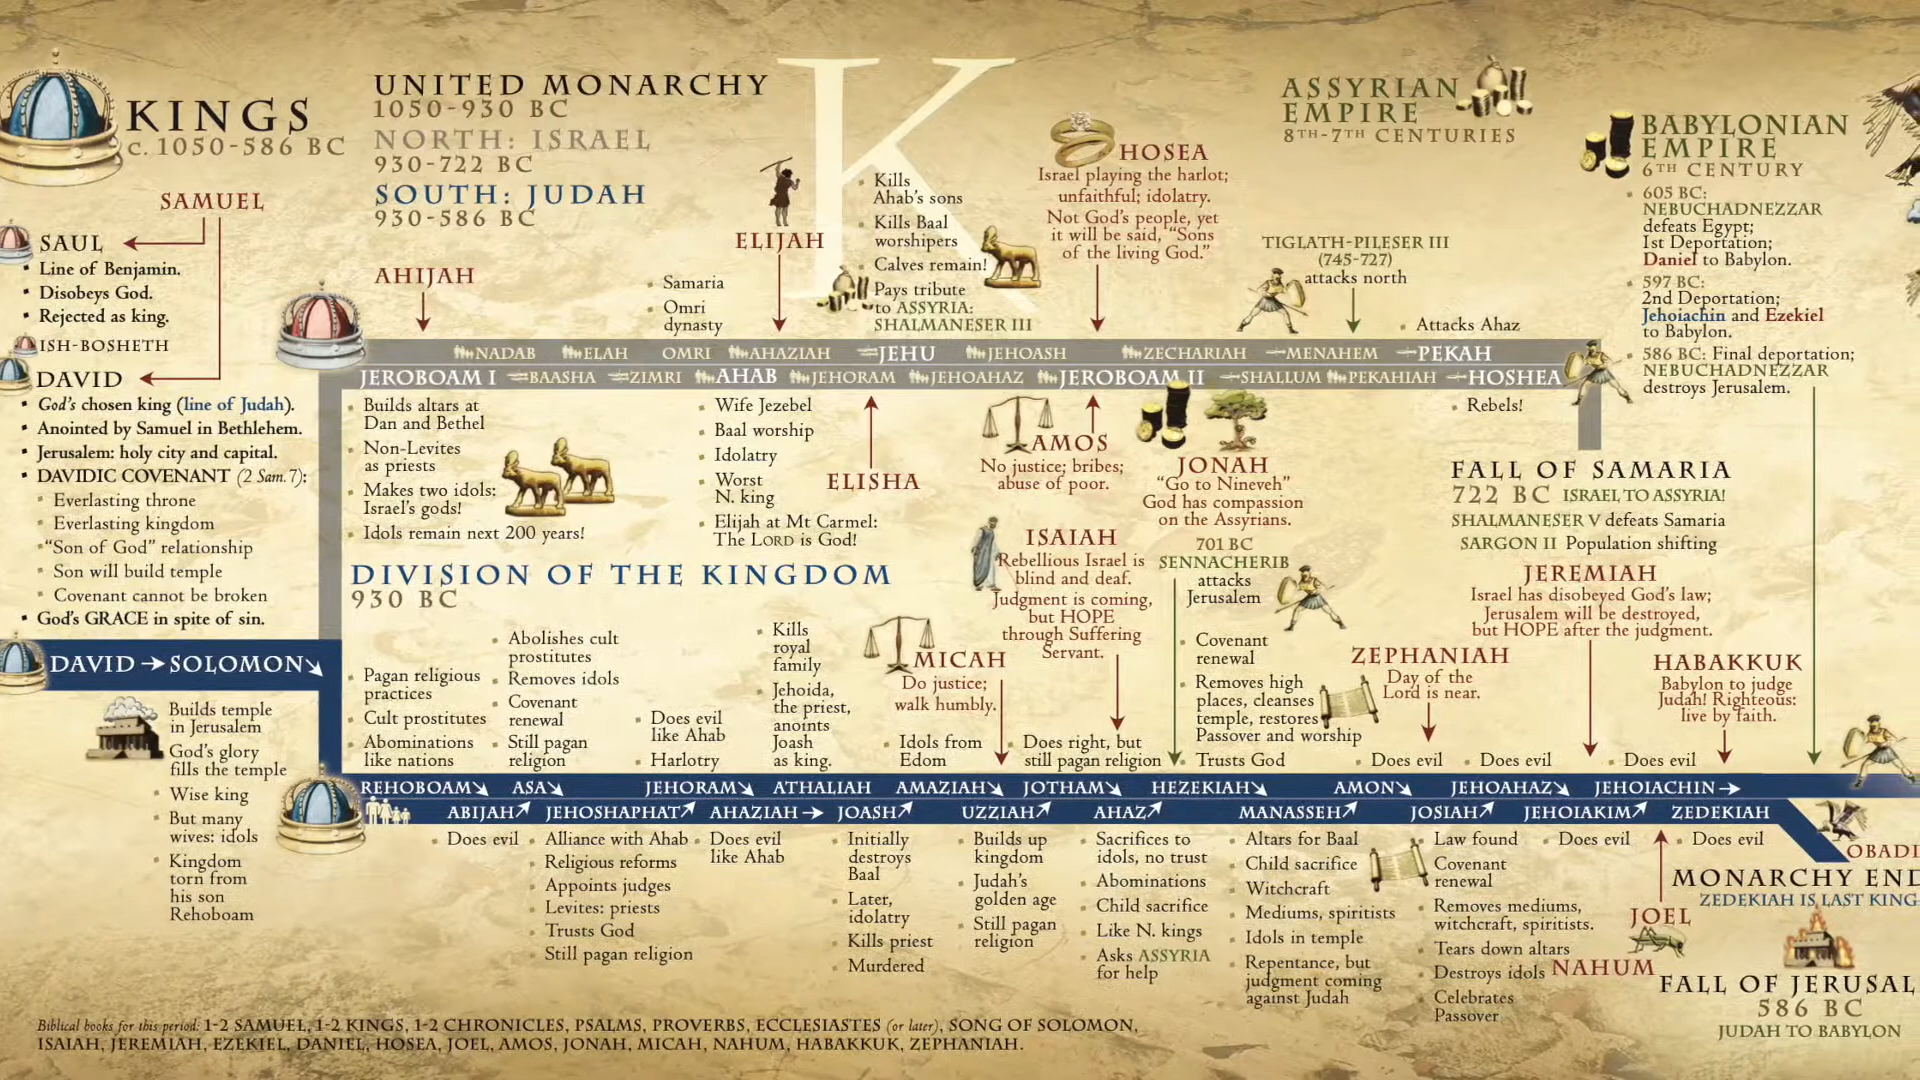 K
KINGS
c. 1050-586 BC
UNITED MONARCHY
1050-930 BC
NORTH: ISRAEL
930-722 BC
SOUTH: JUDAH
930-586 BC
SAMUEL
SAUL
Line of Benjamin.
Disobeys God.
Rejected as king.
ISH-BOSHETH
DAVID
God's chosen king (line of Judah).
Anointed by Samuel in Bethlehem.
Jerusalem: holy city and capital.
DAVIDIC COVENANT (2 Sam. 7):
Everlasting throne
Everlasting kingdom
"Son of God" relationship
Son will build temple
Covenant cannot be broken
God's GRACE in spite of sin.
DAVID → SOLOMON
Builds temple
in Jerusalem
God's glory
fills the temple
Wise king
But many
wives: idols
Kingdom
torn from
his son
Rehoboam
AHIJAH
Samaria
Omri
dynasty
ELIJAH
Kills
Ahab's sons
Kills Baal
worshipers
Calves remain!
Pays tribute
to ASSYRIA:
SHALMANESER III
HOSEA
Israel playing the harlot;
unfaithful; idolatry.
Not God's people, yet
it will be said, "Sons
of the living God."
ASSYRIAN
EMPIRE
8TH-7TH CENTURIES
TIGLATH-PILESER III
(745-727)
attacks north
Attacks Ahaz
BABYLONIAN
EMPIRE
6TH CENTURY
605 BC:
NEBUCHADNEZZAR
defeats Egypt;
1st Deportation;
Daniel to Babylon.
597 BC:
2nd Deportation;
Jehoiachin and Ezekiel
to Babylon.
586 BC: Final deportation;
NEBUCHADNEZZAR
destroys Jerusalem.
NADAB ELAH OMRI AHAZIAH JEHU JEHOASH ZECHARIAH MENAHEM PEKAH
JEROBOAM I BAASHA ZIMRI AHAB JEHORAM JEHOAHAZ JEROBOAM II SHALLUM PEKAHIAH HOSHEA
Builds altars at
Dan and Bethel
Non-Levites
as priests
Makes two idols:
Israel's gods!
Idols remain next 200 years!
Wife Jezebel
Baal worship
Idolatry
Worst
N. king
Elijah at Mt Carmel:
The LORD is God!
ELISHA
AMOS
No justice; bribes;
abuse of poor.
JONAH
"Go to Nineveh"
God has compassion
on the Assyrians.
Rebels!
FALL OF SAMARIA
722 BC ISRAEL TO ASSYRIA!
SHALMANESER V defeats Samaria
SARGON II Population shifting
DIVISION OF THE KINGDOM
930 BC
ISAIAH
Rebellious Israel is
blind and deaf.
Judgment is coming,
but HOPE
through Suffering
Servant.
701 BC
SENNACHERIB
attacks
Jerusalem
JEREMIAH
Israel has disobeyed God's law;
Jerusalem will be destroyed,
but HOPE after the judgment.
Pagan religious
practices
Cult prostitutes
Abominations
like nations
Abolishes cult
prostitutes
Removes idols
Covenant
renewal
Still pagan
religion
Does evil
like Ahab
Harlotry
Kills
royal
family
Jehoida,
the priest,
anoints
Joash
as king.
MICAH
Do justice;
walk humbly.
Idols from
Edom
Does right, but
still pagan religion
Covenant
renewal
Removes high
places, cleanses
temple, restores
Passover and worship
Trusts God
ZEPHANIAH
Day of the
Lord is near.
HABAKKUK
Babylon to judge
Judah! Righteous:
live by faith.
Does evil
Does evil
Does evil
REHOBOAM ASA JEHORAM ATHALIAH AMAZIAH JOTHAM HEZEKIAH AMON JEHOAHAZ JEHOIACHIN →
ABIJAH JEHOSHAPHAT AHAZIAH → JOASH UZZIAH AHAZ MANASSEH JOSIAH JEHOIAKIM ZEDEKIAH
Does evil
Alliance with Ahab
Religious reforms
Appoints judges
Levites: priests
Trusts God
Still pagan religion
Does evil
like Ahab
Initially
destroys
Baal
Later,
idolatry
Kills priest
Murdered
Builds up
kingdom
Judah's
golden age
Still pagan
religion
Sacrifices to
idols, no trust
Abominations
Child sacrifice
Like N. kings
Asks ASSYRIA
for help
Altars for Baal
Child sacrifice
Witchcraft
Mediums, spiritists
Idols in temple
Repentance, but
judgment coming
against Judah
Law found
Covenant
renewal
Removes mediums,
witchcraft, spiritists.
Tears down altars
Destroys idols
Celebrates
Passover
Does evil
Does evil
NAHUM
JOEL
OBADI
MONARCHY END
ZEDEKIAH IS LAST KING
FALL OF JERUSAL
586 BC
JUDAH TO BABYLON
Biblical books for this period: 1-2 SAMUEL, 1-2 KINGS, 1-2 CHRONICLES, PSALMS, PROVERBS, ECCLESIASTES (or later), SONG OF SOLOMON,
ISAIAH, JEREMIAH, EZEKIEL, DANIEL, HOSEA, JOEL, AMOS, JONAH, MICAH, NAHUM, HABAKKUK, ZEPHANIAH.